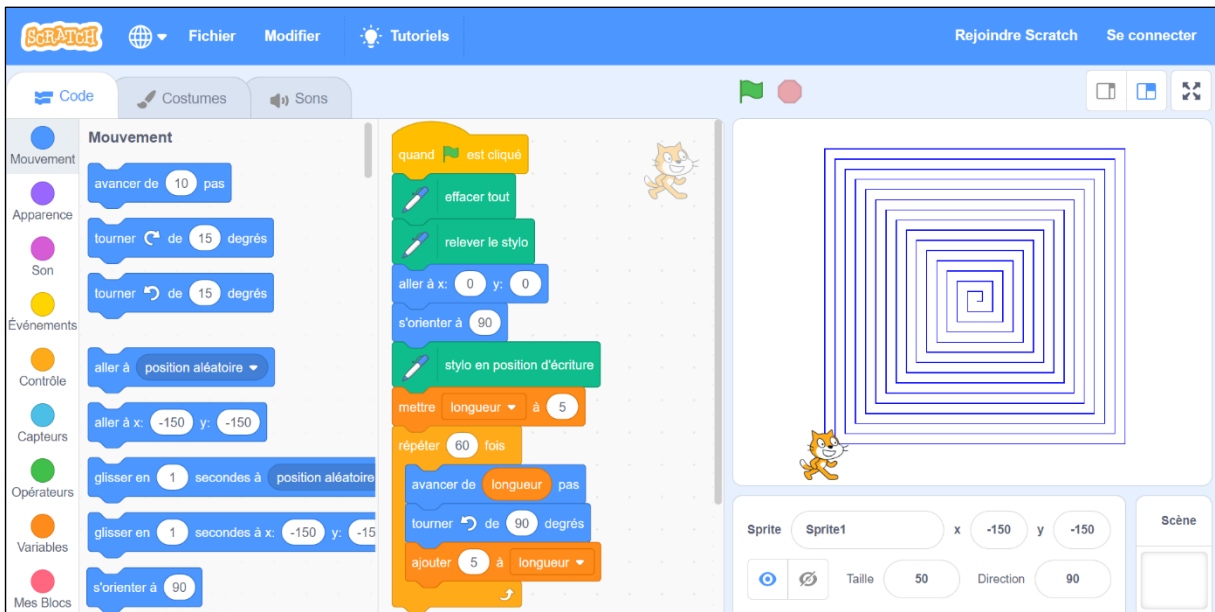 SCRATCH
Fichier
Modifier
Tutoriels
Rejoindre Scratch
Se connecter
Code
Costumes
Sons
Mouvement
Apparence
Son
Événements
Contrôle
Capteurs
Opérateurs
Variables
Mes Blocs
Mouvement
avancer de 10 pas
tourner de 15 degrés
tourner de 15 degrés
aller à position aléatoire
aller à x: -150 y: -150
glisser en 1 secondes à position aléatoire
glisser en 1 secondes à x: -150 y: -15
s'orienter à 90
quand est cliqué
effacer tout
relever le stylo
aller à x: 0 y: 0
s'orienter à 90
stylo en position d'écriture
mettre longueur à 5
répéter 60 fois
avancer de longueur pas
tourner de 90 degrés
ajouter 5 à longueur
Sprite Sprite1 x -150 y -150
Taille 50 Direction 90
Scène